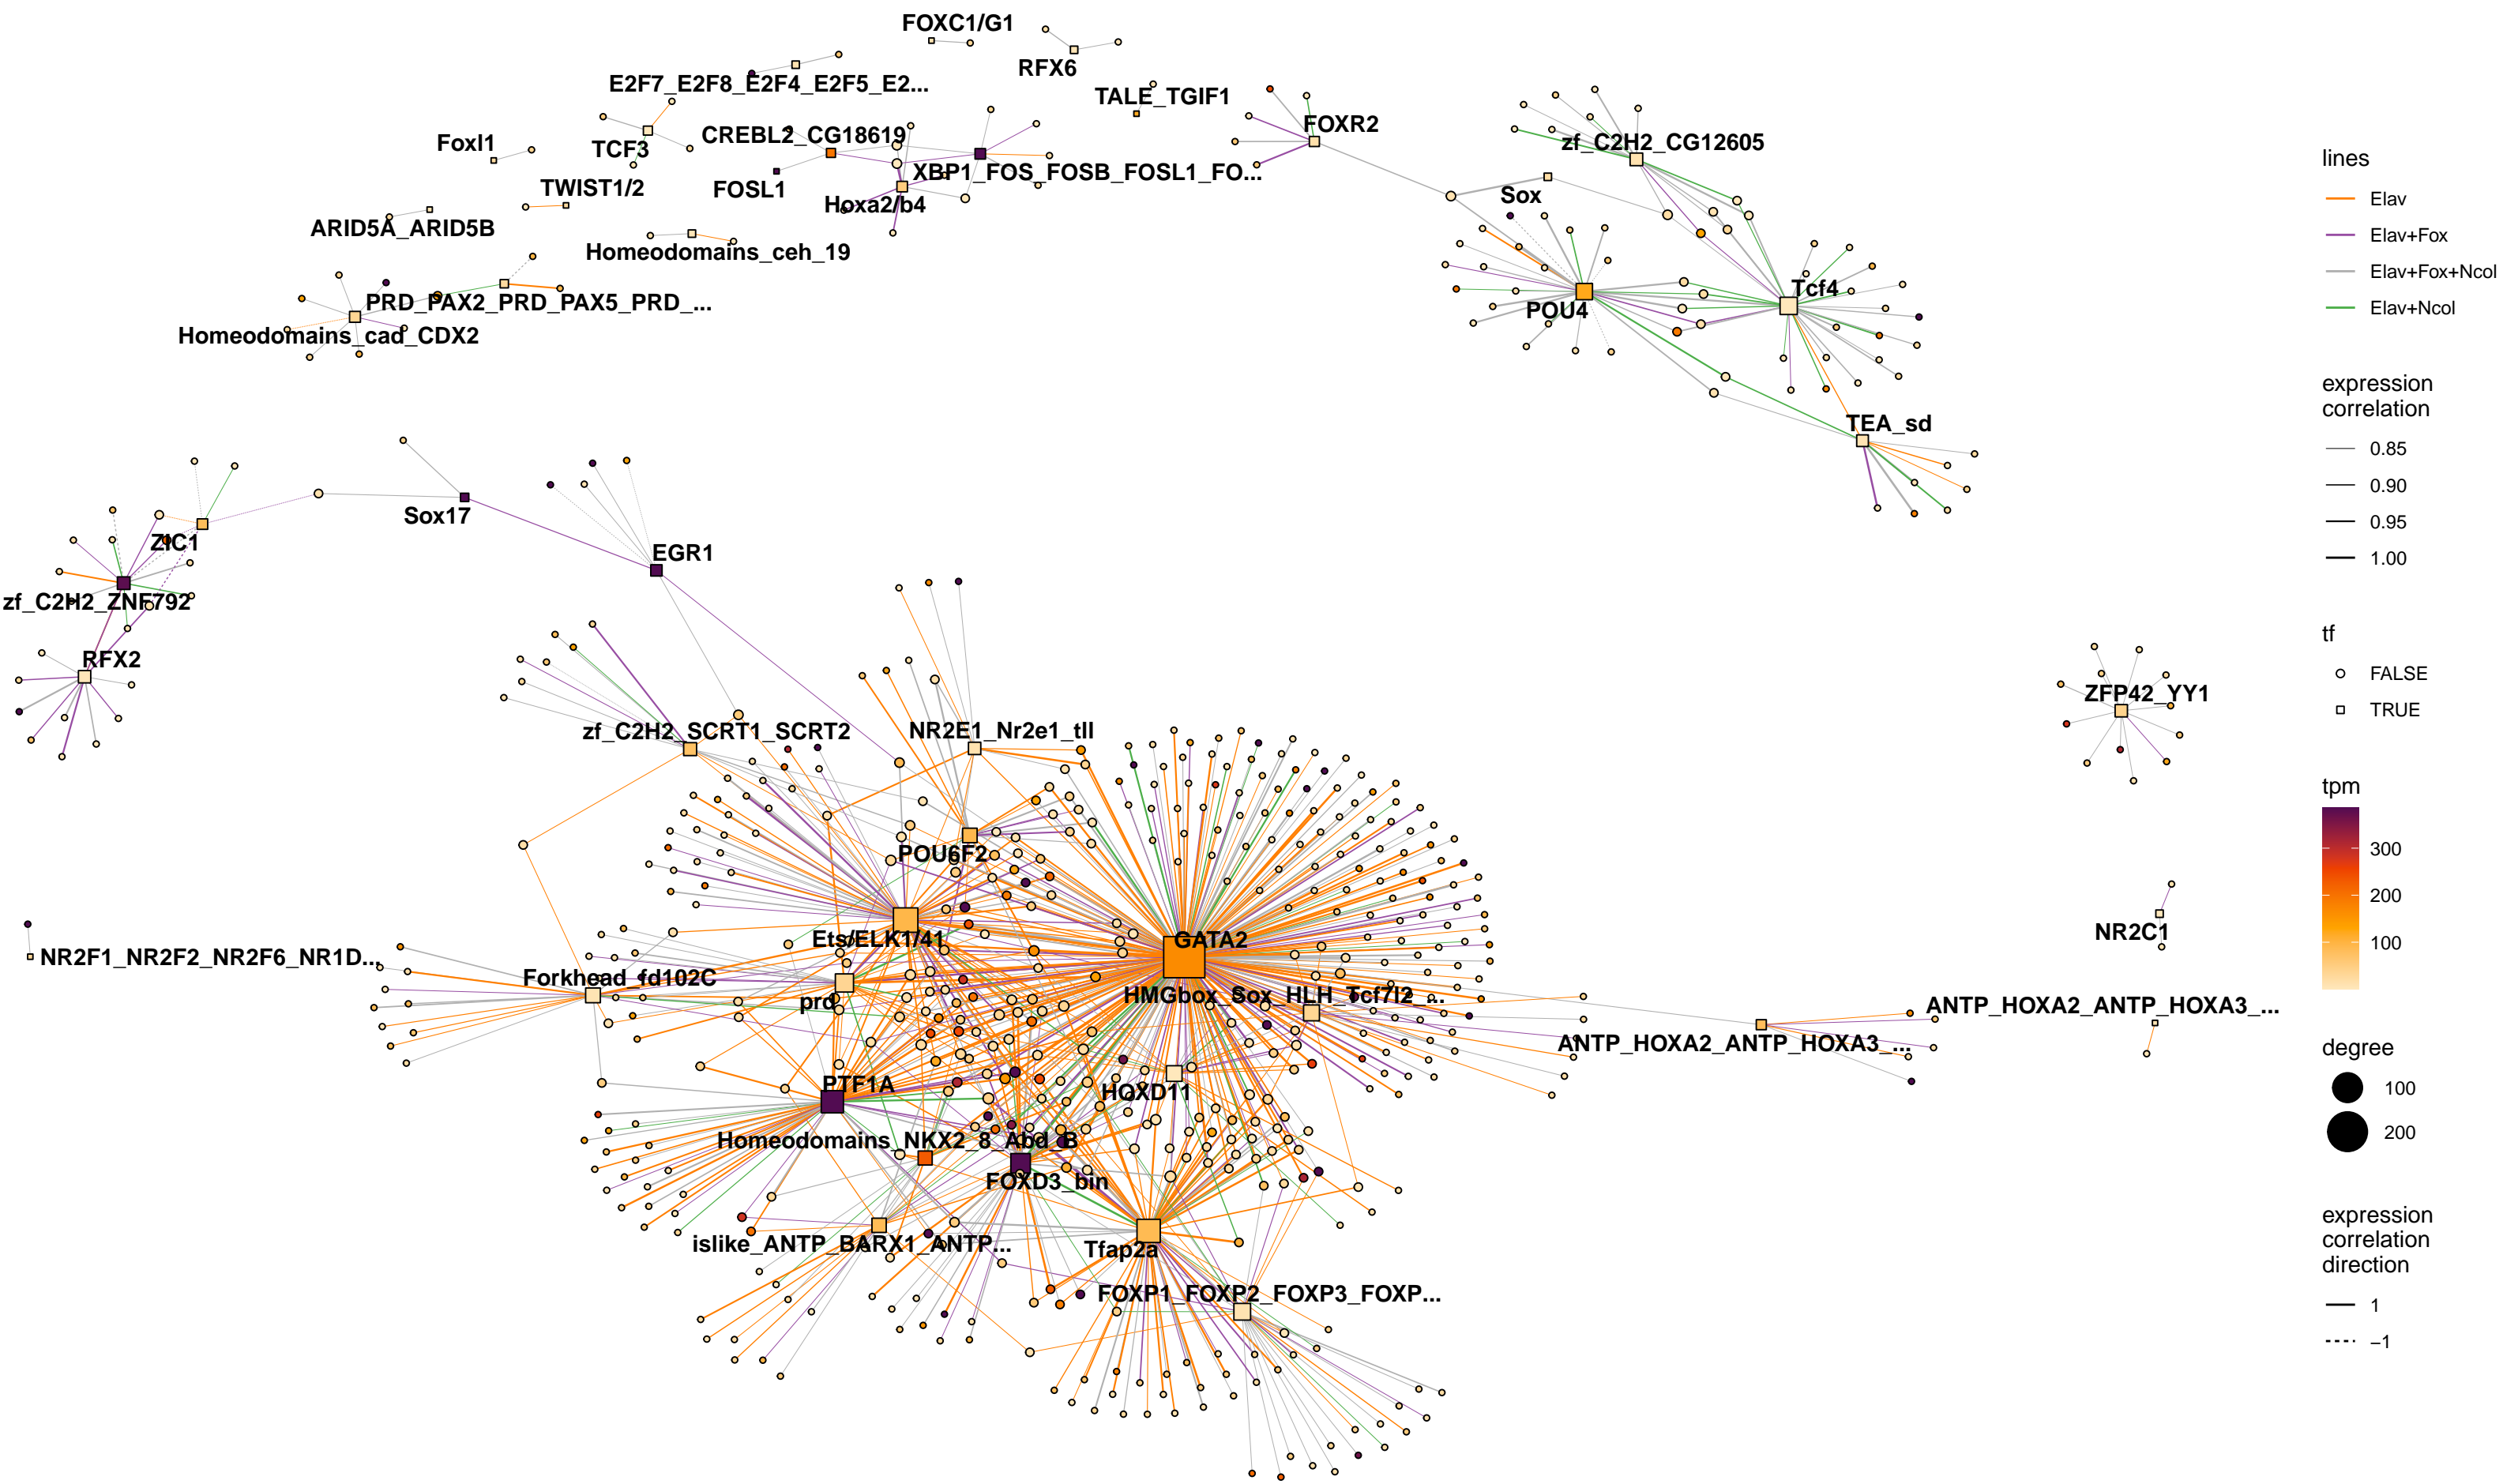 FOXC1/G1
RFX6
E2F7_E2F8_E2F4_E2F5_E2...
TALE_TGIF1
FOXR2
CREBL2_CG18619
zf_C2H2_CG12605
FoxI1
TCF3
XBP1_FOS_FOSB_FOSL1_FO...
TWIST1/2
FOSL1
Sox
Hoxa2/b4
ARID5A_ARID5B
Homeodomains_ceh_19
Tcf4
PRD_PAX2_PRD_PAX5_PRD_...
POU4
Homeodomains_cad_CDX2
TEA_sd
Sox17
ZIC1
EGR1
zf_C2H2_ZNF792
RFX2
ZFP42_YY1
zf_C2H2_SCRT1_SCRT2
NR2E1_Nr2e1_tll
POU6F2
NR2C1
Ets/ELK1/41
GATA2
NR2F1_NR2F2_NR2F6_NR1D...
Forkhead_fd102C
prd
HMGbox_Sox_HLH_Tcf7l2_...
ANTP_HOXA2_ANTP_HOXA3_...
ANTP_HOXA2_ANTP_HOXA3_...
PTF1A
HOXD11
Homeodomains_NKX2_8_Abd_B
FOXD3_bin
islike_ANTP_BARX1_ANTP...
Tfap2a
FOXP1_FOXP2_FOXP3_FOXP...
lines
Elav
Elav+Fox
Elav+Fox+Ncol
Elav+Ncol
expression
correlation
0.85
0.90
0.95
1.00
tf
FALSE
TRUE
tpm
300
200
100
degree
100
200
expression
correlation
direction
1
−1